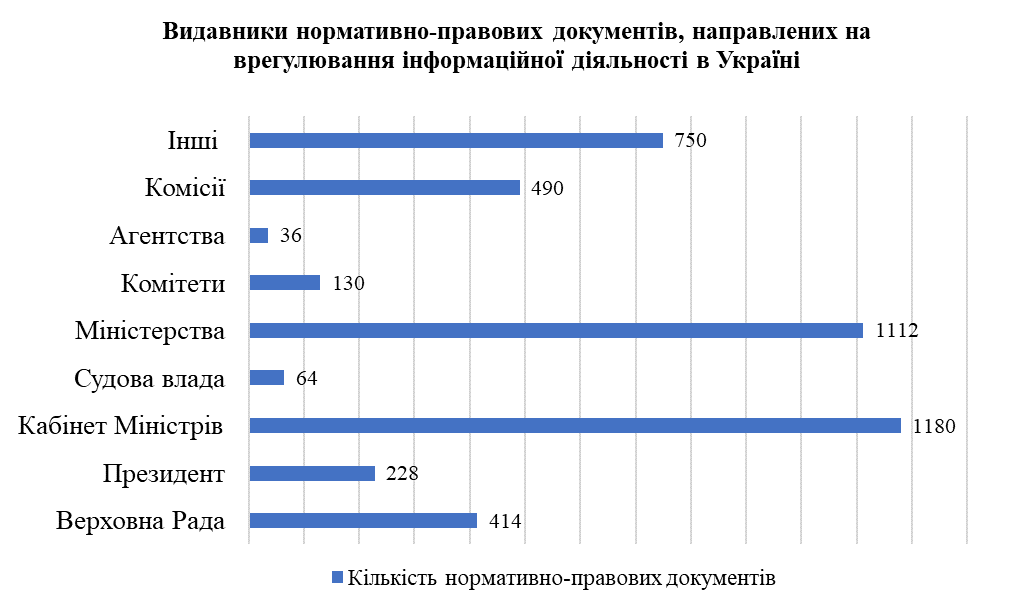 Видавники нормативно-правових документів, направлених на
врегулювання інформаційної діяльності в Україні
Інші 750
Комісії 490
Агентства 36
Комітети 130
Міністерства 1112
Судова влада 64
Кабінет Міністрів 1180
Президент 228
Верховна Рада 414
Кількість нормативно-правових документів